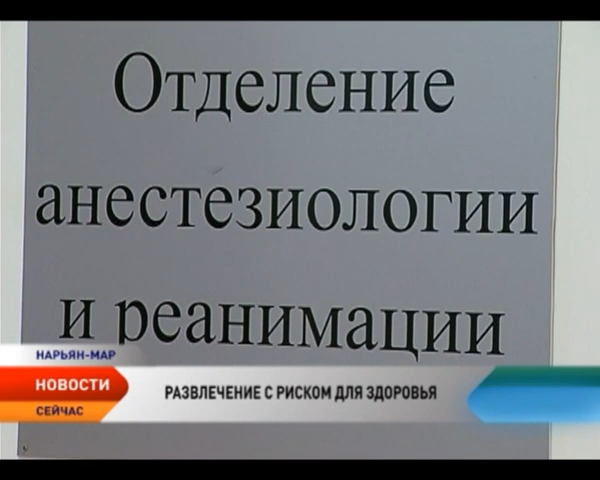 Отделение
анестезиологии
и реанимации
НАРЬЯН-МАР
НОВОСТИ
РАЗВЛЕЧЕНИЕ С РИСКОМ ДЛЯ ЗДОРОВЬЯ
СЕЙЧАС